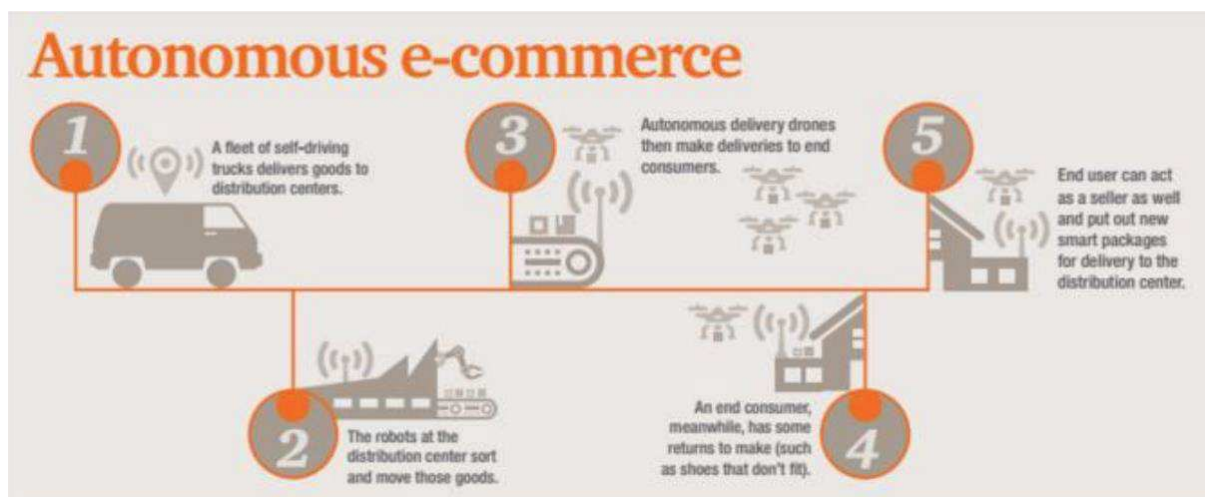 Autonomous e-commerce
1
A fleet of self-driving
trucks delivers goods to
distribution centers.
2
The robots at the
distribution center sort
and move those goods.
3
Autonomous delivery drones
then make deliveries to end
consumers.
4
An end consumer,
meanwhile, has some
returns to make (such
as shoes that don't fit).
5
End user can act
as a seller as well
and put out new
smart packages
for delivery to the
distribution center.